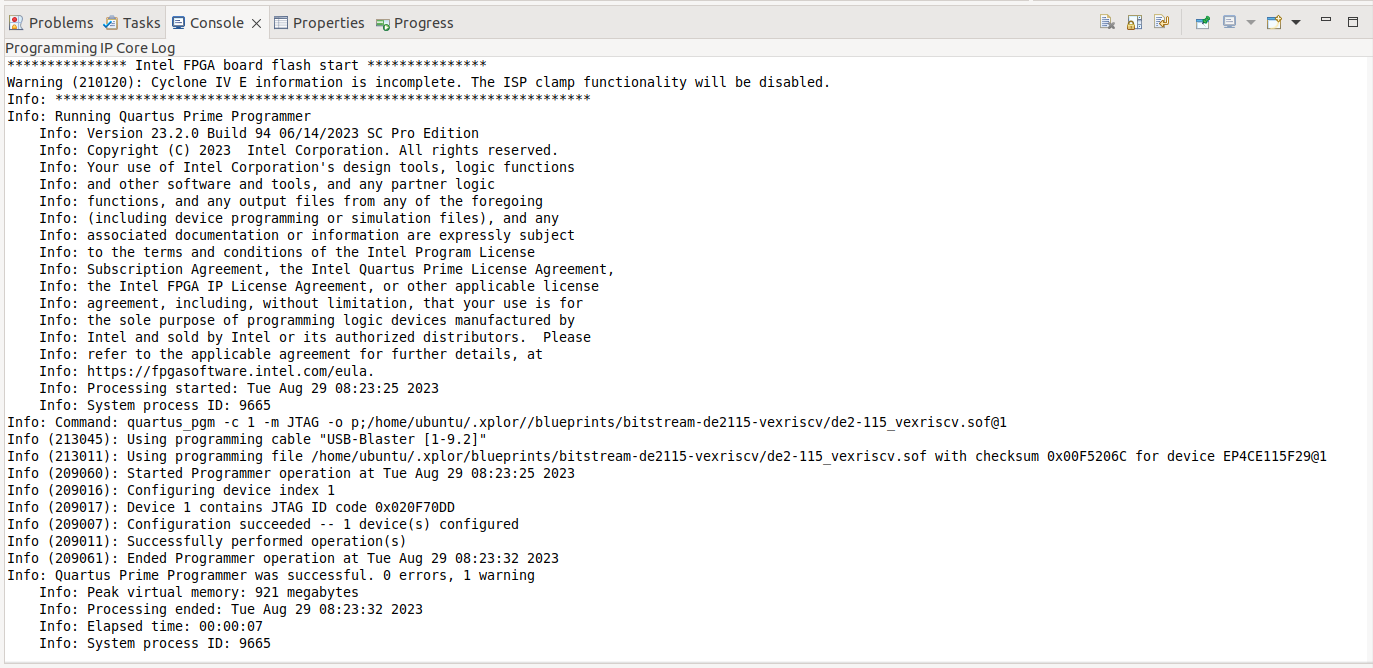 Problems Tasks Console Properties Progress
Programming IP Core Log
*************** Intel FPGA board flash start ***************
Warning (210120): Cyclone IV E information is incomplete. The ISP clamp functionality will be disabled.
Info: *******************************************************************
Info: Running Quartus Prime Programmer
    Info: Version 23.2.0 Build 94 06/14/2023 SC Pro Edition
    Info: Copyright (C) 2023  Intel Corporation. All rights reserved.
    Info: Your use of Intel Corporation's design tools, logic functions
    Info: and other software and tools, and any partner logic
    Info: functions, and any output files from any of the foregoing
    Info: (including device programming or simulation files), and any
    Info: associated documentation or information are expressly subject
    Info: to the terms and conditions of the Intel Program License
    Info: Subscription Agreement, the Intel Quartus Prime License Agreement,
    Info: the Intel FPGA IP License Agreement, or other applicable license
    Info: agreement, including, without limitation, that your use is for
    Info: the sole purpose of programming logic devices manufactured by
    Info: Intel and sold by Intel or its authorized distributors.  Please
    Info: refer to the applicable agreement for further details, at
    Info: https://fpgasoftware.intel.com/eula.
    Info: Processing started: Tue Aug 29 08:23:25 2023
    Info: System process ID: 9665
Info: Command: quartus_pgm -c 1 -m JTAG -o p;/home/ubuntu/.xplor//blueprints/bitstream-de2115-vexriscv/de2-115_vexriscv.sof@1
Info (213045): Using programming cable "USB-Blaster [1-9.2]"
Info (213011): Using programming file /home/ubuntu/.xplor/blueprints/bitstream-de2115-vexriscv/de2-115_vexriscv.sof with checksum 0x00F5206C for device EP4CE115F29@1
Info (209060): Started Programmer operation at Tue Aug 29 08:23:25 2023
Info (209016): Configuring device index 1
Info (209017): Device 1 contains JTAG ID code 0x020F70DD
Info (209007): Configuration succeeded -- 1 device(s) configured
Info (209011): Successfully performed operation(s)
Info (209061): Ended Programmer operation at Tue Aug 29 08:23:32 2023
Info: Quartus Prime Programmer was successful. 0 errors, 1 warning
    Info: Peak virtual memory: 921 megabytes
    Info: Processing ended: Tue Aug 29 08:23:32 2023
    Info: Elapsed time: 00:00:07
    Info: System process ID: 9665